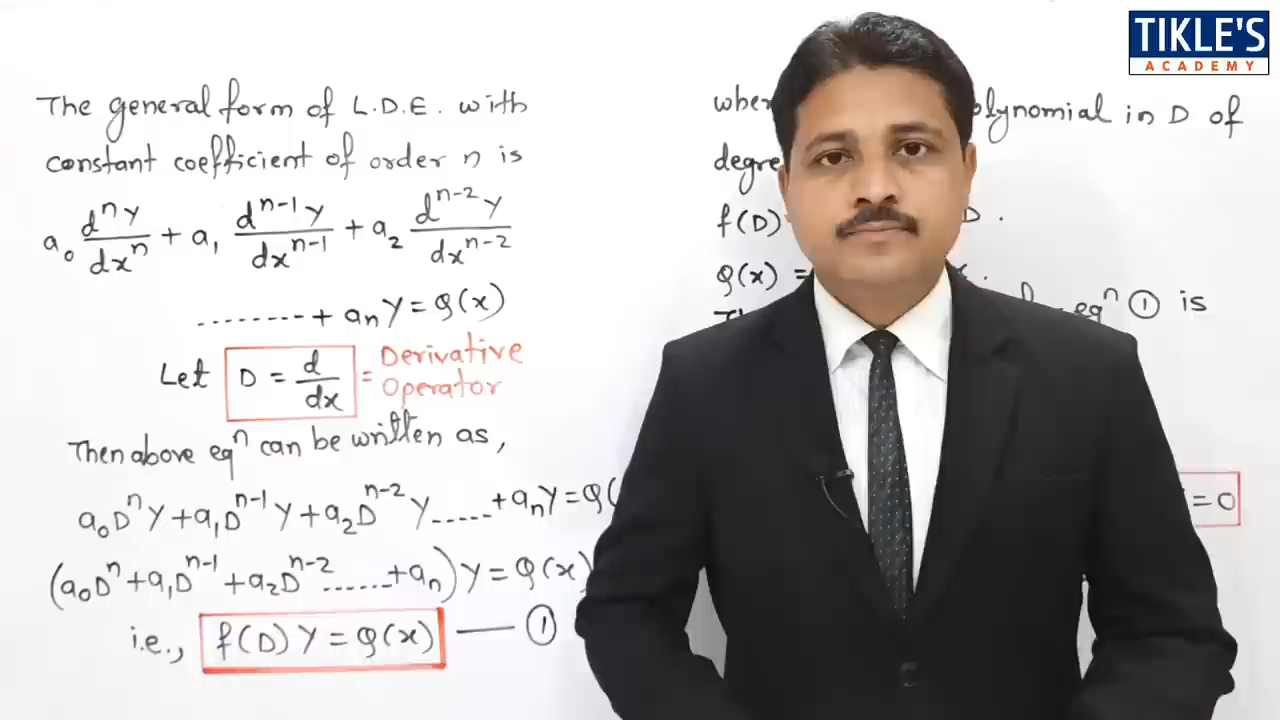 TIKLE'S
ACADEMY
The general form of L.D.E. with
constant coefficient of order n is
a₀ dⁿy/dxⁿ + a₁ dⁿ⁻¹y/dxⁿ⁻¹ + a₂ dⁿ⁻²y/dxⁿ⁻²
........ + aₙy = Q(x)
Let D = d/dx = Derivative Operator
Then above eqⁿ can be written as,
a₀Dⁿy + a₁Dⁿ⁻¹y + a₂Dⁿ⁻²y ..... + aₙy = Q(
(a₀Dⁿ + a₁Dⁿ⁻¹ + a₂Dⁿ⁻² ...... + aₙ) y = Q(x)
i.e., f(D) y = Q(x) — ①
polynomial in D of
f(D) D.
Q(x) = x.
eqⁿ ① is
= 0